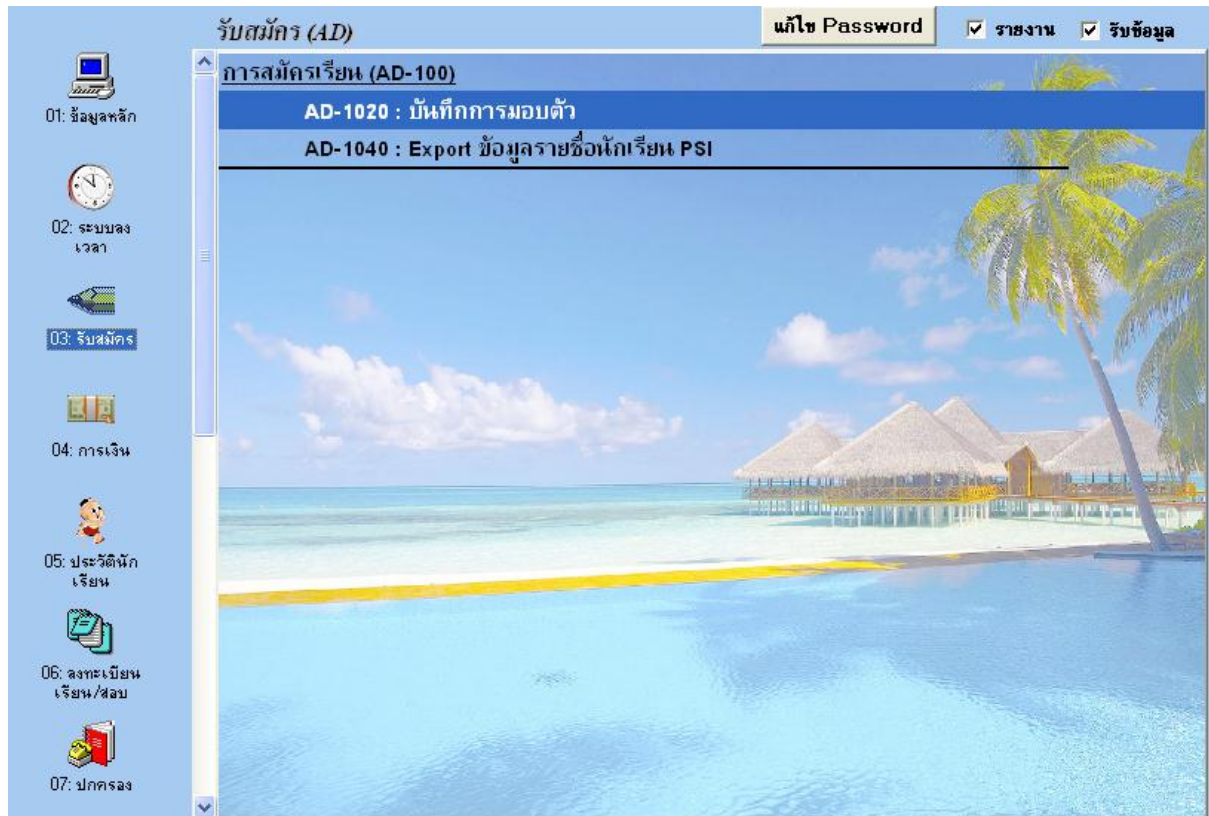 รับสมัคร (AD)
แก้ไข Password
รายงาน
รับข้อมูล
01: ข้อมูลหลัก
02: ระบบลง
เวลา
03: รับสมัคร
04: การเงิน
05: ประวัตินัก
เรียน
06: ลงทะเบียน
เรียน/สอบ
07: ปกครอง
การสมัครเรียน (AD-100)
AD-1020 : บันทึกการมอบตัว
AD-1040 : Export ข้อมูลรายชื่อนักเรียน PSI